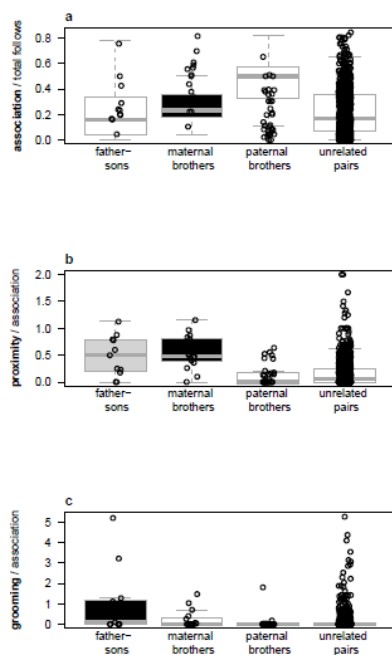 a
association / total follows
0.8
0.6
0.4
0.2
0.0
father- maternal paternal unrelated
sons brothers brothers pairs
b
proximity / association
2.0
1.5
1.0
0.5
0.0
father- maternal paternal unrelated
sons brothers brothers pairs
c
grooming / association
5
4
3
2
1
0
father- maternal paternal unrelated
sons brothers brothers pairs